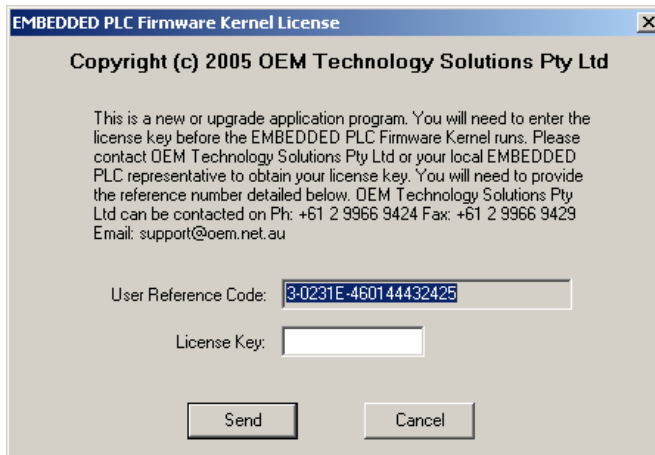 EMBEDDED PLC Firmware Kernel License
Copyright (c) 2005 OEM Technology Solutions Pty Ltd
This is a new or upgrade application program. You will need to enter the
license key before the EMBEDDED PLC Firmware Kernel runs. Please
contact OEM Technology Solutions Pty Ltd or your local EMBEDDED
PLC representative to obtain your license key. You will need to provide
the reference number detailed below. OEM Technology Solutions Pty
Ltd can be contacted on Ph: +61 2 9966 9424 Fax: +61 2 9966 9429
Email: support@oem.net.au
User Reference Code: 3-0231E-460144432425
License Key:
Send Cancel